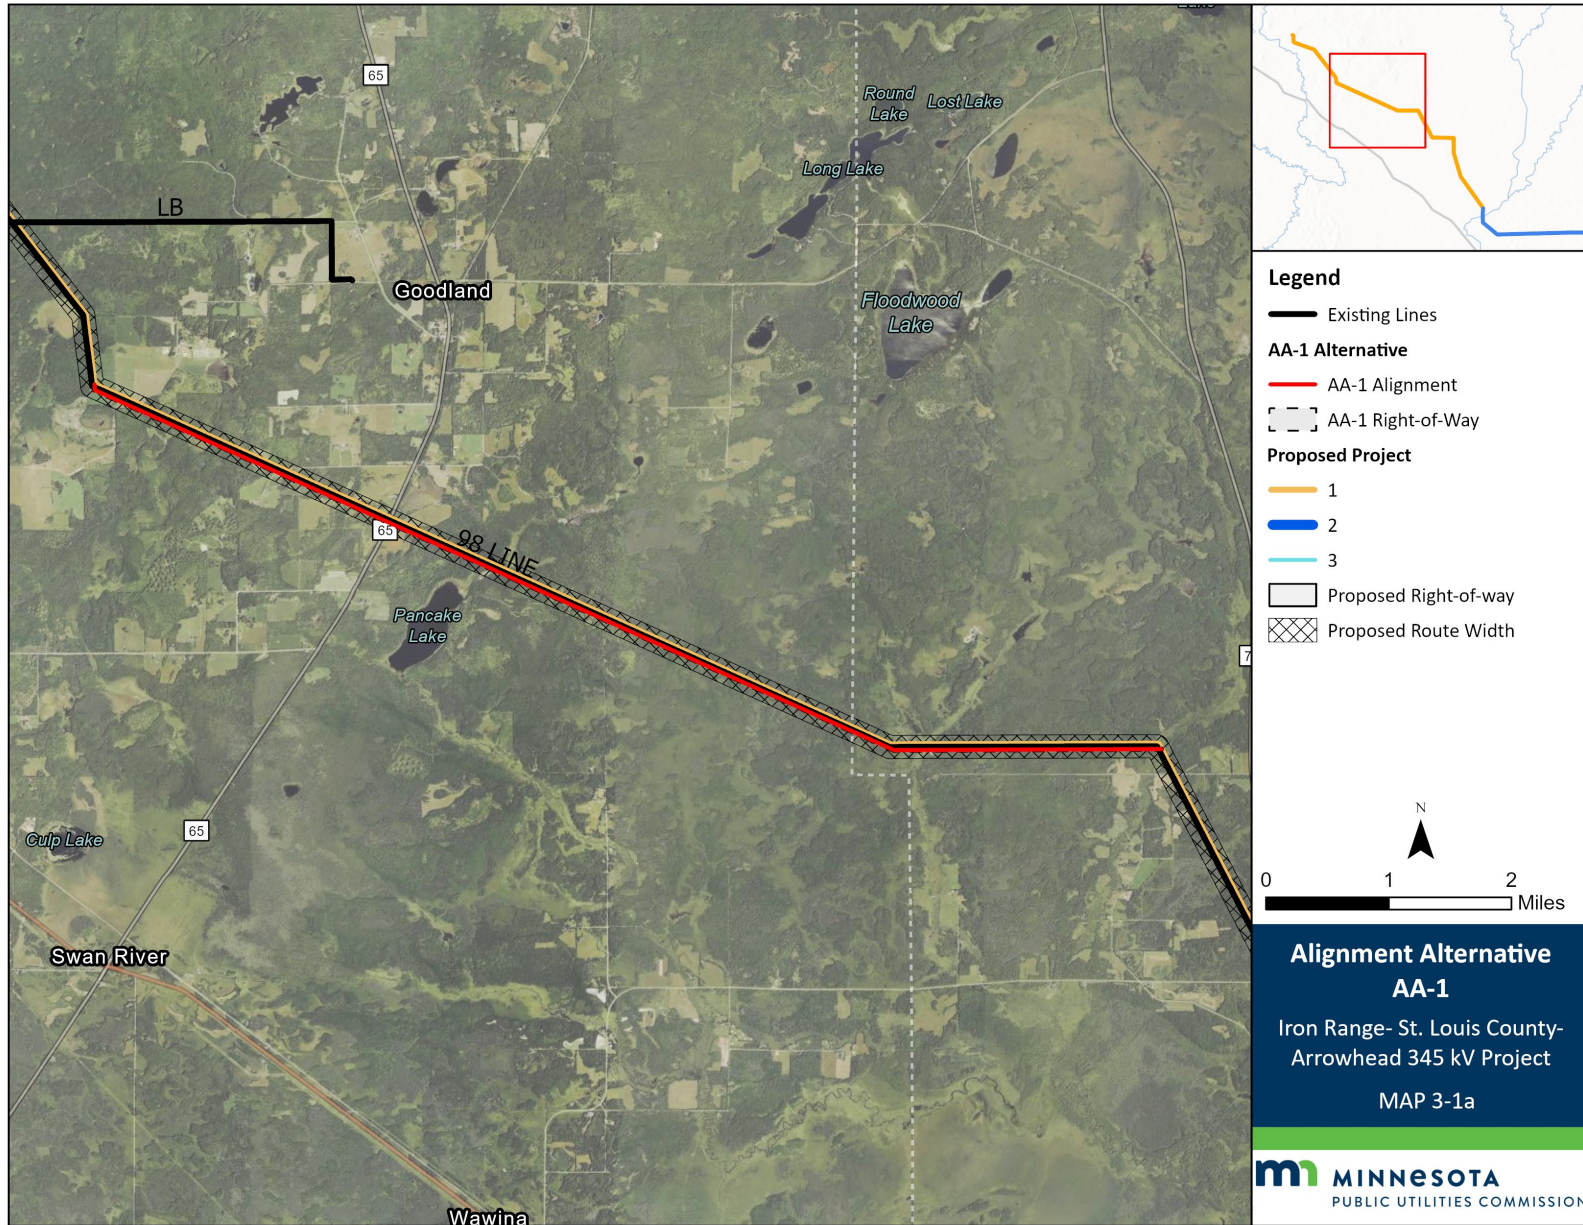 65
Round
Lake
Lost Lake
Long Lake
LB
Goodland
Floodwood
Lake
65
98 LINE
Pancake
Lake
7
65
Culp Lake
Swan River
Wawina
Legend
Existing Lines
AA-1 Alternative
AA-1 Alignment
AA-1 Right-of-Way
Proposed Project
1
2
3
Proposed Right-of-way
Proposed Route Width
N
0 1 2
Miles
Alignment Alternative
AA-1
Iron Range- St. Louis County-
Arrowhead 345 kV Project
MAP 3-1a
mn MINNESOTA
PUBLIC UTILITIES COMMISSION